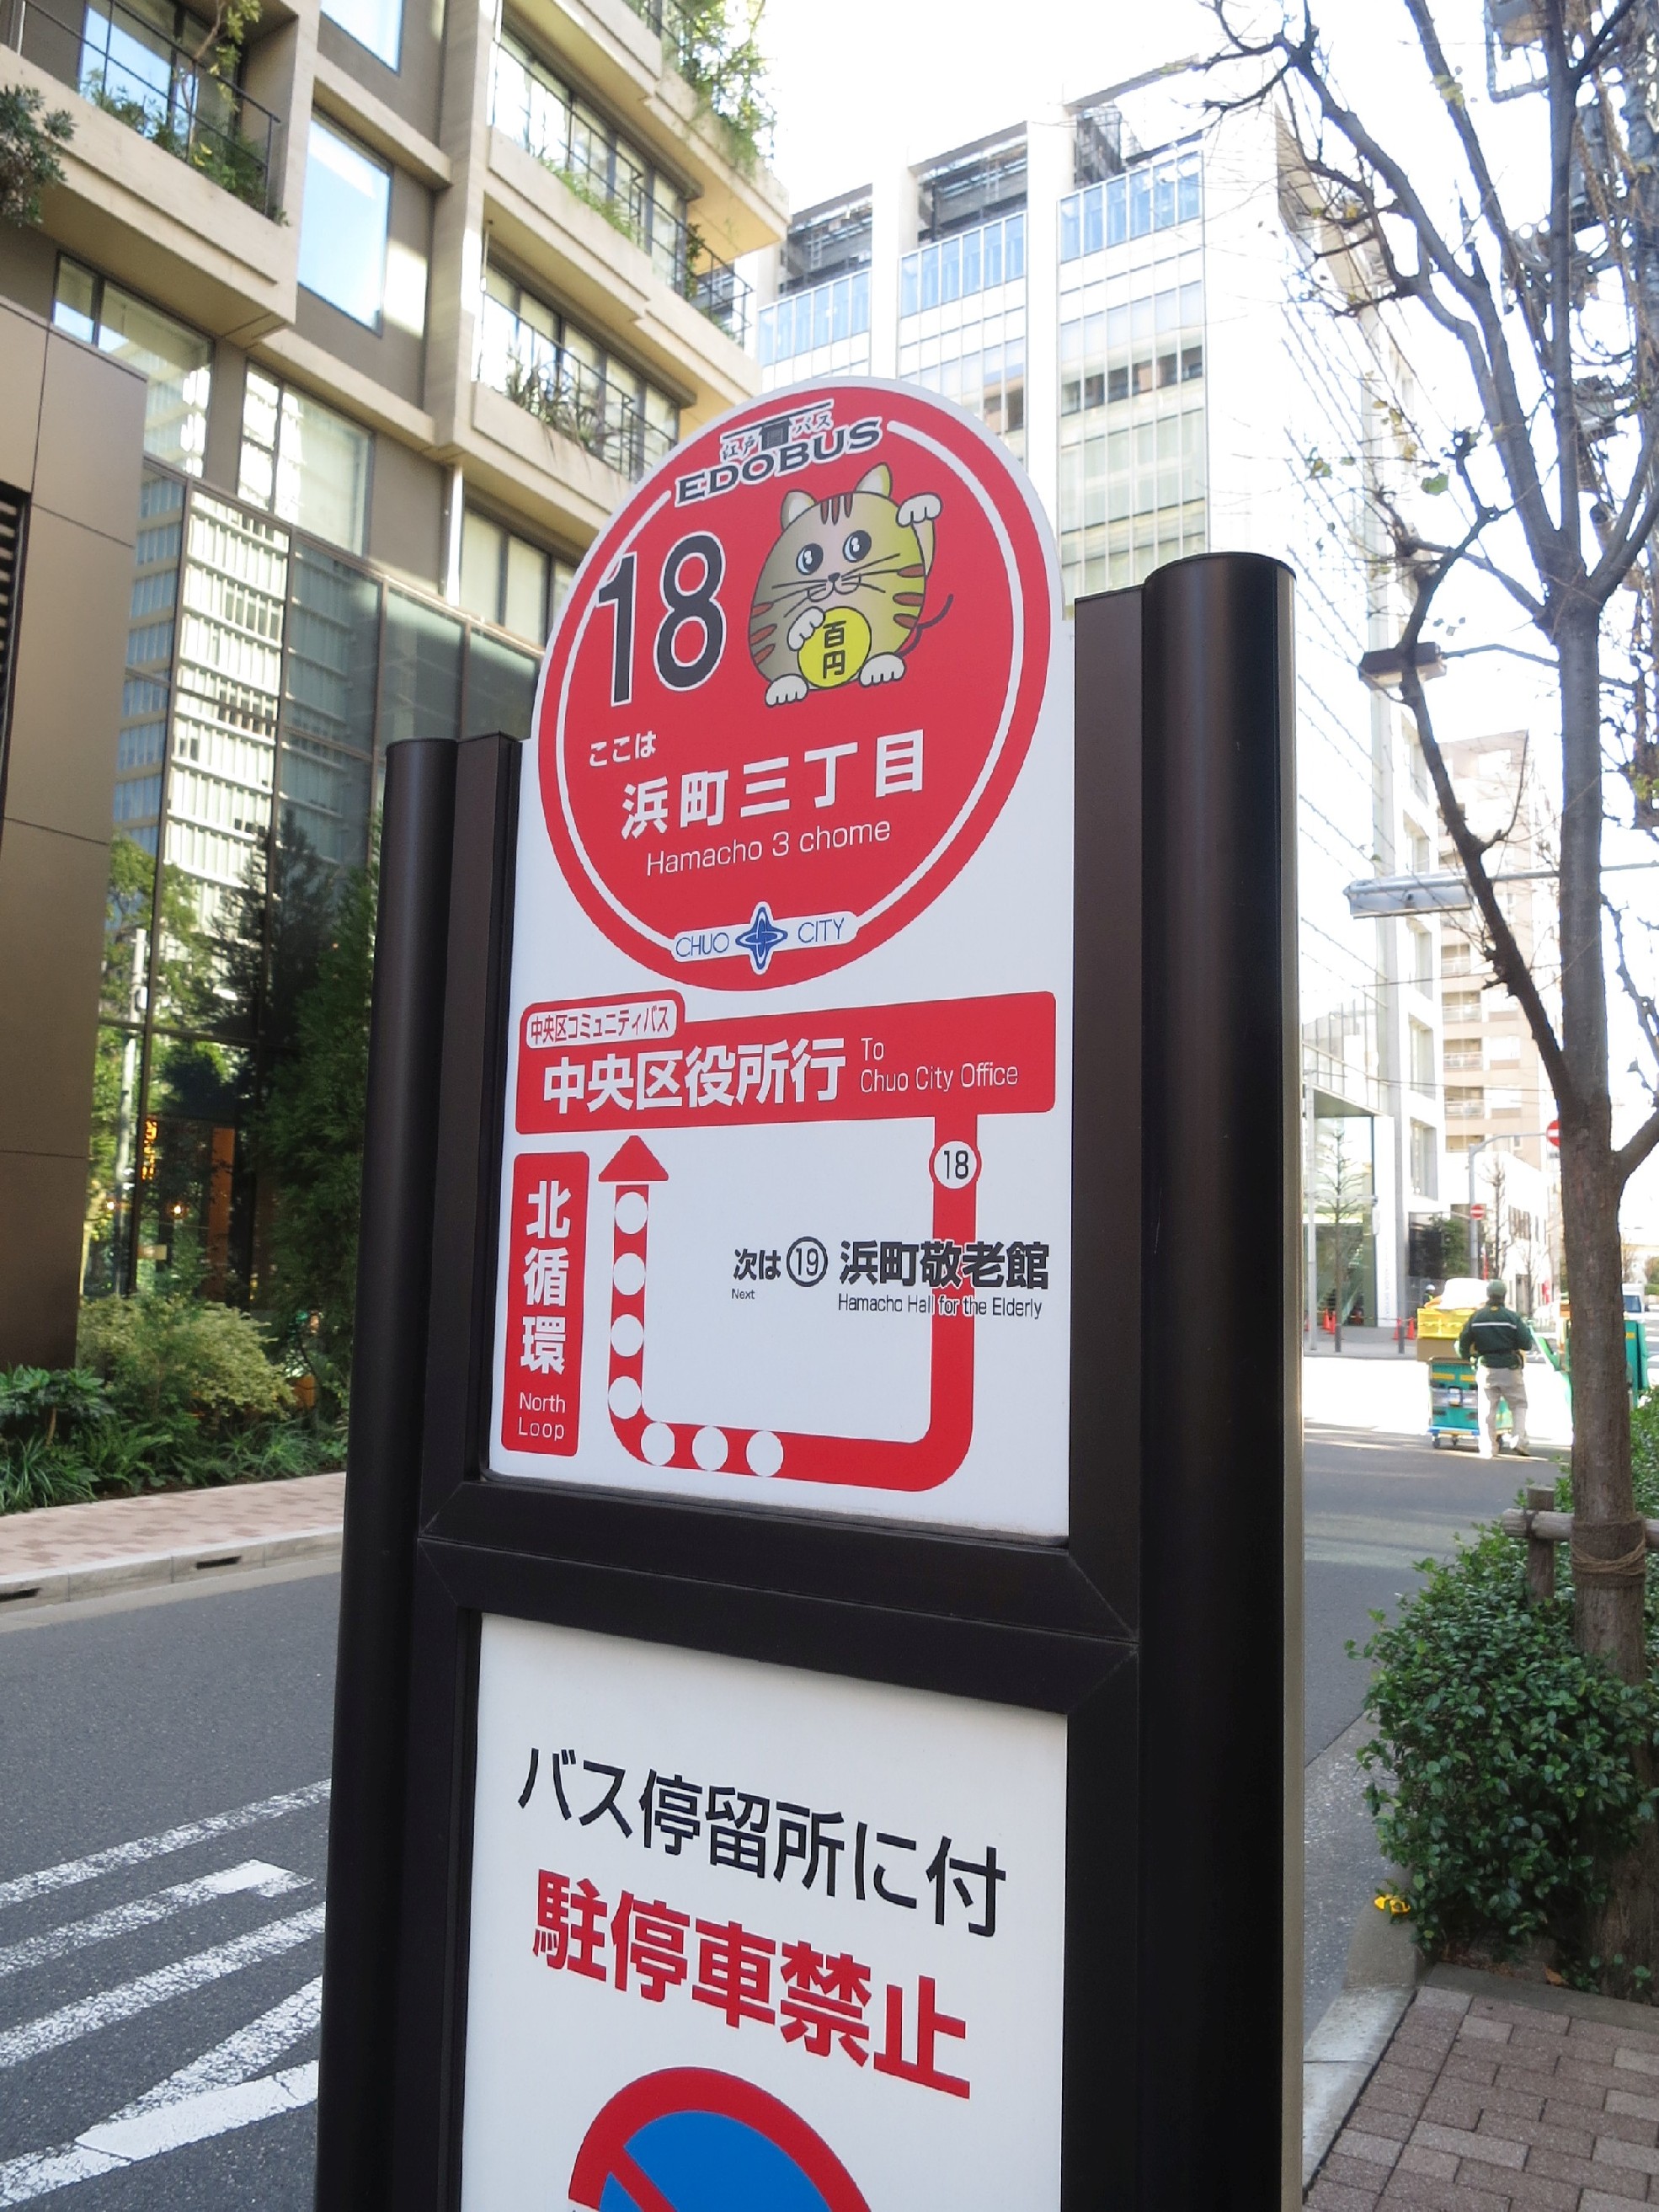 江戸バス
EDOBUS
18
百円
ここは
浜町三丁目
Hamacho 3 chome
CHUO CITY
中央区コミュニティバス
中央区役所行
To
Chuo City Office
18
北循環
North
Loop
次は 19 浜町敬老館
Next
Hamacho Hall for the Elderly
バス停留所に付
駐停車禁止